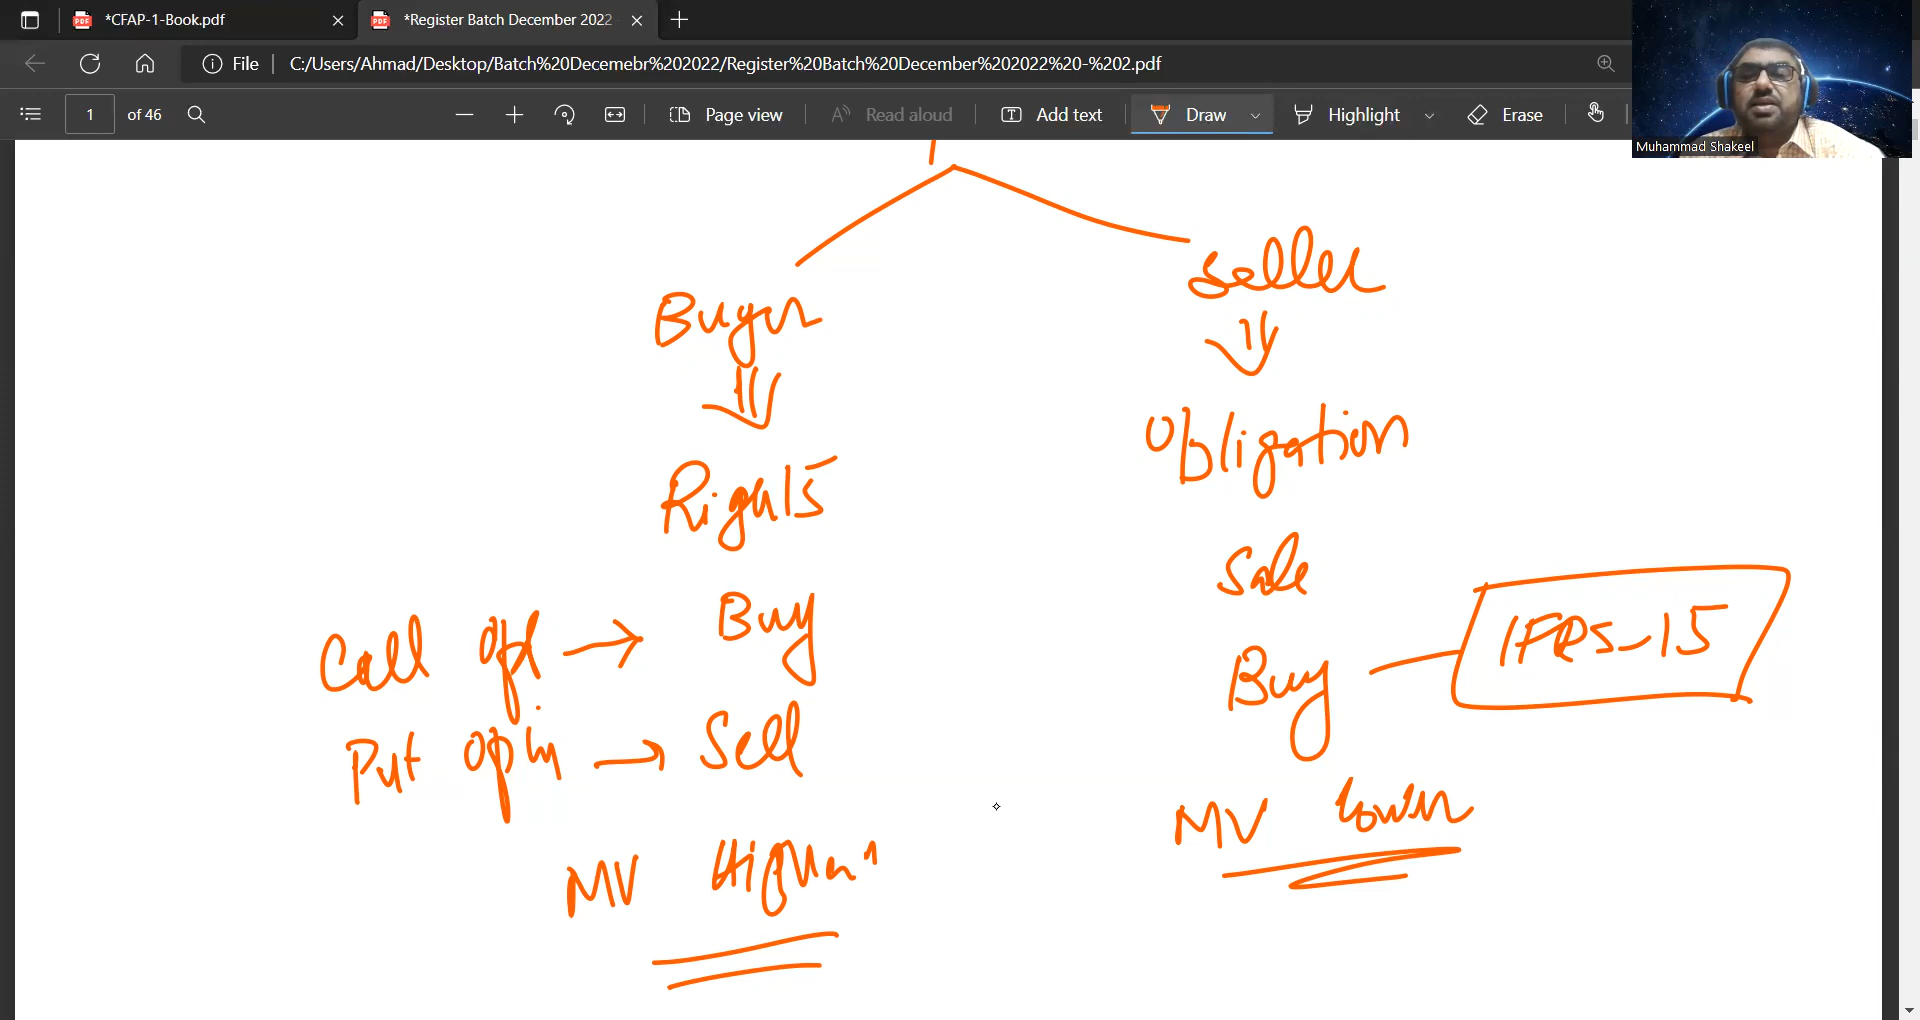 *CFAP-1-Book.pdf
*Register Batch December 2022
File
C:/Users/Ahmad/Desktop/Batch%20Decemebr%202022/Register%20Batch%20December%202022%20-%202.pdf
1 of 46
Page view
Read aloud
Add text
Draw
Highlight
Erase
Muhammad Shakeel
Buyer
Seller
Rights
Obligation
Sale
Call Opt → Buy
Buy
IFRS-15
Put option → Sell
MV Higher
MV Lower